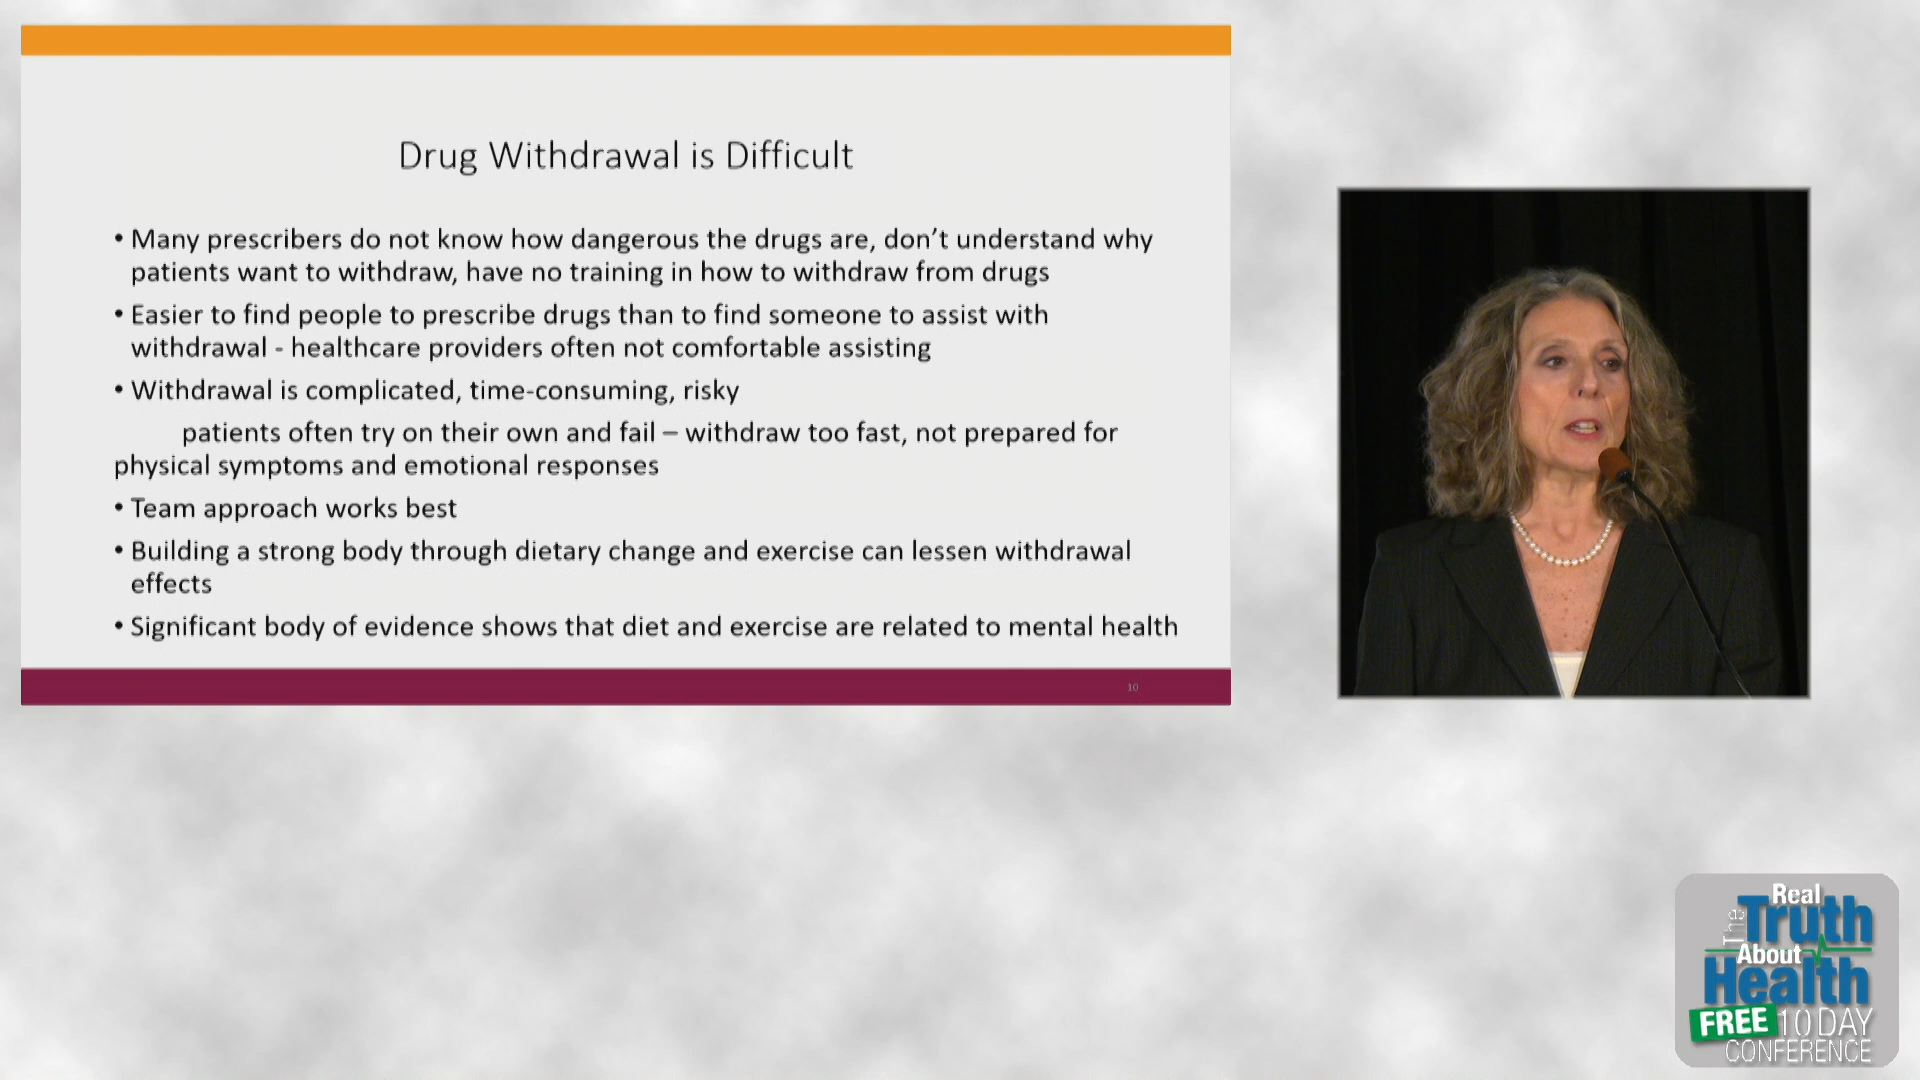 Drug Withdrawal is Difficult
• Many prescribers do not know how dangerous the drugs are, don’t understand why
patients want to withdraw, have no training in how to withdraw from drugs
• Easier to find people to prescribe drugs than to find someone to assist with
withdrawal - healthcare providers often not comfortable assisting
• Withdrawal is complicated, time-consuming, risky
patients often try on their own and fail – withdraw too fast, not prepared for
physical symptoms and emotional responses
• Team approach works best
• Building a strong body through dietary change and exercise can lessen withdrawal
effects
• Significant body of evidence shows that diet and exercise are related to mental health
10
The Real
Truth
About
Health
FREE 10 DAY
CONFERENCE